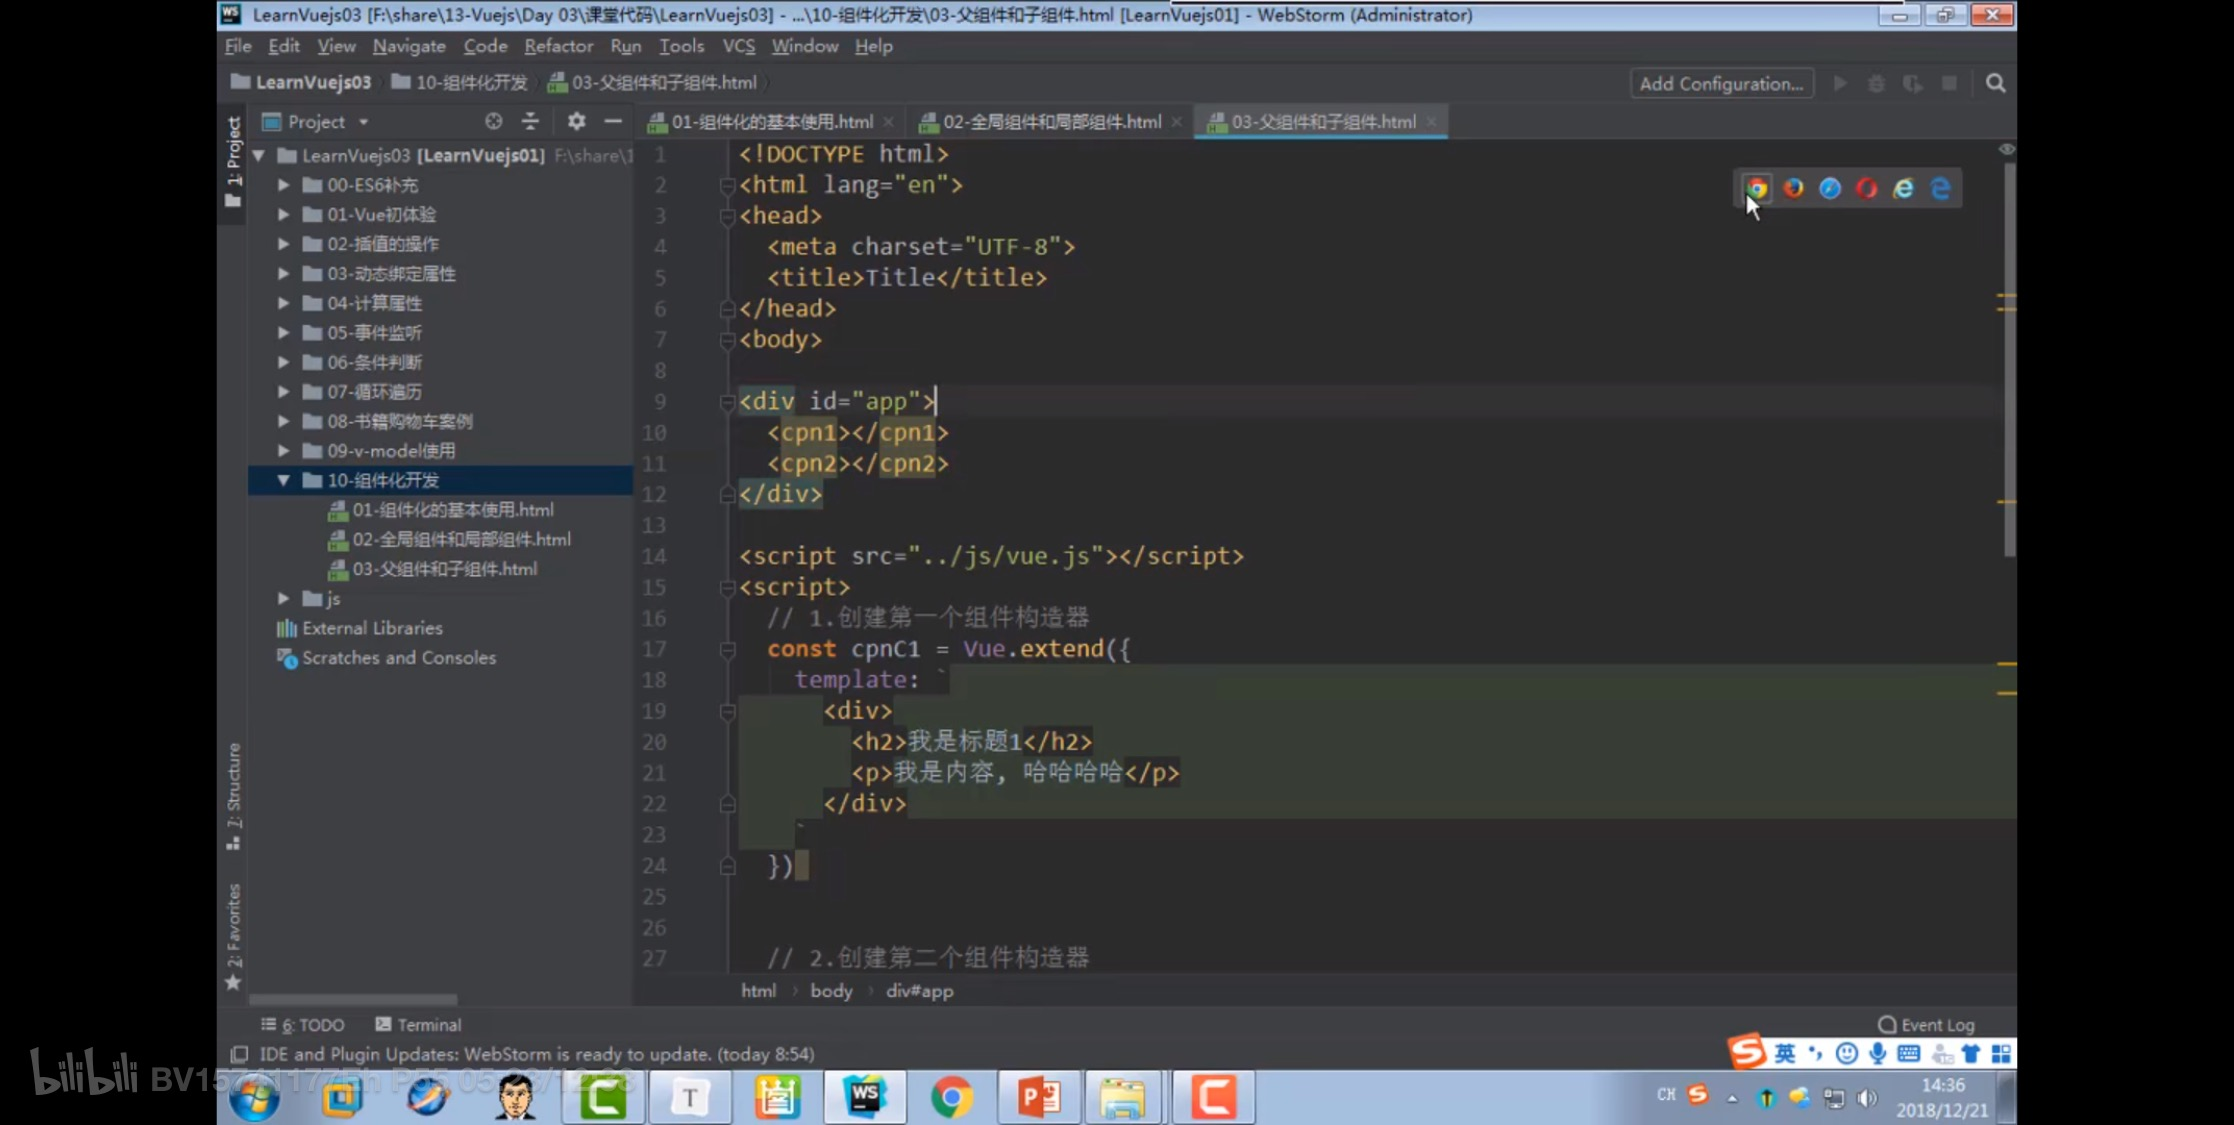 LearnVuejs03 [F:\share\13-Vuejs\Day 03\课堂代码\LearnVuejs03] - ...\10-组件化开发\03-父组件和子组件.html [LearnVuejs01] - WebStorm (Administrator)
File Edit View Navigate Code Refactor Run Tools VCS Window Help
LearnVuejs03 10-组件化开发 03-父组件和子组件.html
Add Configuration...
Project
01-组件化的基本使用.html
02-全局组件和局部组件.html
03-父组件和子组件.html
1: Project
7: Structure
2: Favorites
LearnVuejs03 [LearnVuejs01] F:\share\1
00-ES6补充
01-Vue初体验
02-插值的操作
03-动态绑定属性
04-计算属性
05-事件监听
06-条件判断
07-循环遍历
08-书籍购物车案例
09-v-model使用
10-组件化开发
01-组件化的基本使用.html
02-全局组件和局部组件.html
03-父组件和子组件.html
js
External Libraries
Scratches and Consoles
1 <!DOCTYPE html>
2 <html lang="en">
3 <head>
4 <meta charset="UTF-8">
5 <title>Title</title>
6 </head>
7 <body>
8
9 <div id="app">
10 <cpn1></cpn1>
11 <cpn2></cpn2>
12 </div>
13
14 <script src="../js/vue.js"></script>
15 <script>
16 // 1.创建第一个组件构造器
17 const cpnC1 = Vue.extend({
18 template: `
19 <div>
20 <h2>我是标题1</h2>
21 <p>我是内容, 哈哈哈哈</p>
22 </div>
23 `
24 })
25
26
27 // 2.创建第二个组件构造器
html body div#app
6: TODO Terminal
Event Log
IDE and Plugin Updates: WebStorm is ready to update. (today 8:54)
英
bilibili
CH
14:36
2018/12/21